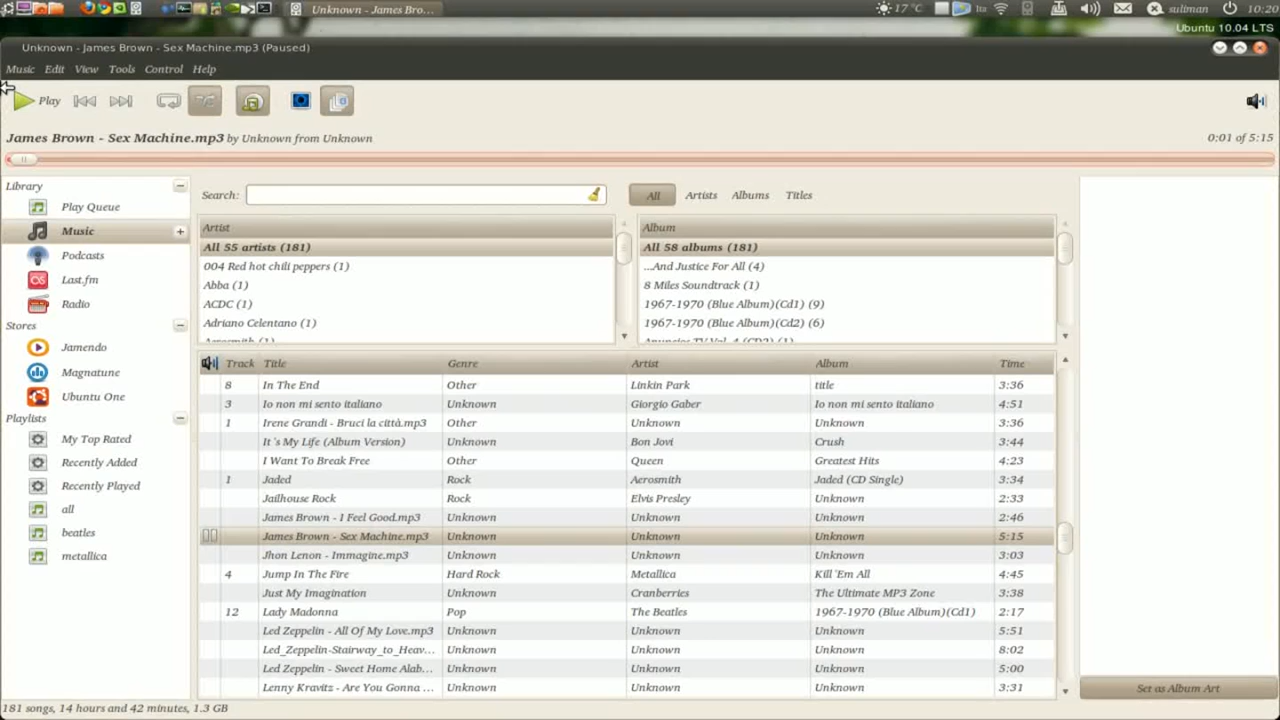 Unknown - James Bro...
17 °C
ita
suliman
10:20
Ubuntu 10.04 LTS
Unknown - James Brown - Sex Machine.mp3 (Paused)
Music Edit View Tools Control Help
Play
James Brown - Sex Machine.mp3 by Unknown from Unknown
0:01 of 5:15
Library
Play Queue
Music
Podcasts
Last.fm
Radio
Stores
Jamendo
Magnatune
Ubuntu One
Playlists
My Top Rated
Recently Added
Recently Played
all
beatles
metallica
Search:
All Artists Albums Titles
Artist
All 55 artists (181)
004 Red hot chili peppers (1)
Abba (1)
ACDC (1)
Adriano Celentano (1)
Aerosmith (1)
Album
All 58 albums (181)
...And Justice For All (4)
8 Miles Soundtrack (1)
1967-1970 (Blue Album)(Cd1) (9)
1967-1970 (Blue Album)(Cd2) (6)
Anuncios TV Vol. 4 (CD2) (1)
Track Title Genre Artist Album Time
8 In The End Other Linkin Park title 3:36
3 Io non mi sento italiano Unknown Giorgio Gaber Io non mi sento italiano 4:51
1 Irene Grandi - Bruci la città.mp3 Other Unknown Unknown 3:36
It´s My Life (Album Version) Unknown Bon Jovi Crush 3:44
I Want To Break Free Other Queen Greatest Hits 4:23
1 Jaded Rock Aerosmith Jaded (CD Single) 3:34
Jailhouse Rock Rock Elvis Presley Unknown 2:33
James Brown - I Feel Good.mp3 Unknown Unknown Unknown 2:46
James Brown - Sex Machine.mp3 Unknown Unknown Unknown 5:15
Jhon Lenon - Immagine.mp3 Unknown Unknown Unknown 3:03
4 Jump In The Fire Hard Rock Metallica Kill 'Em All 4:45
Just My Imagination Unknown Cranberries The Ultimate MP3 Zone 3:38
12 Lady Madonna Pop The Beatles 1967-1970 (Blue Album)(Cd1) 2:17
Led Zeppelin - All Of My Love.mp3 Unknown Unknown Unknown 5:51
Led_Zeppelin-Stairway_to_Heav... Unknown Unknown Unknown 8:02
Led Zeppelin - Sweet Home Alab... Unknown Unknown Unknown 5:00
Lenny Kravitz - Are You Gonna ... Unknown Unknown Unknown 3:31
Set as Album Art
181 songs, 14 hours and 42 minutes, 1.3 GB